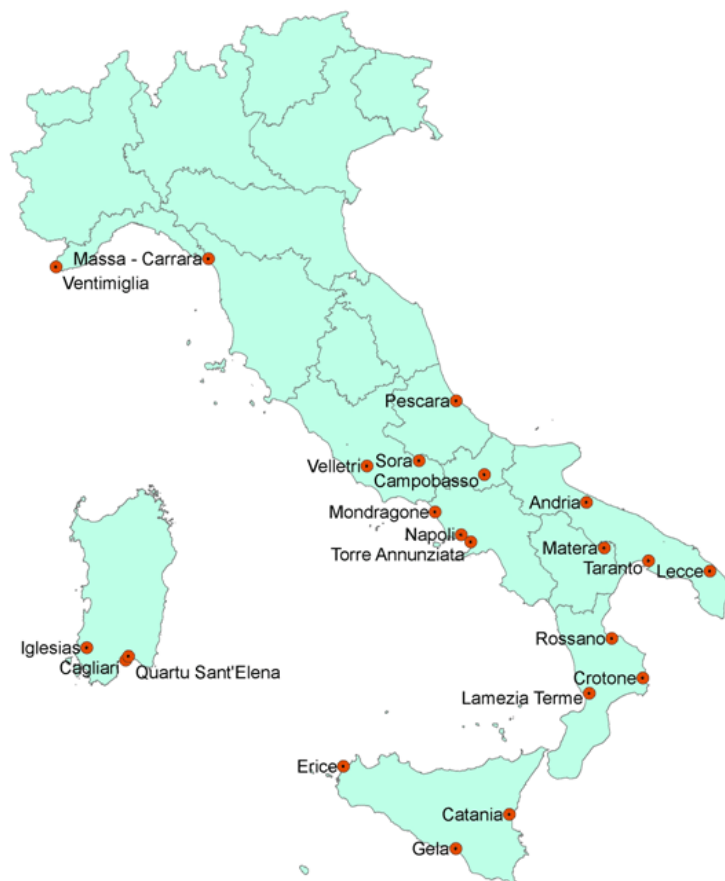 Massa - Carrara
Ventimiglia
Pescara
Sora
Velletri
Campobasso
Andria
Mondragone
Napoli
Torre Annunziata
Matera
Taranto
Lecce
Rossano
Iglesias
Cagliari
Quartu Sant'Elena
Crotone
Lamezia Terme
Erice
Catania
Gela